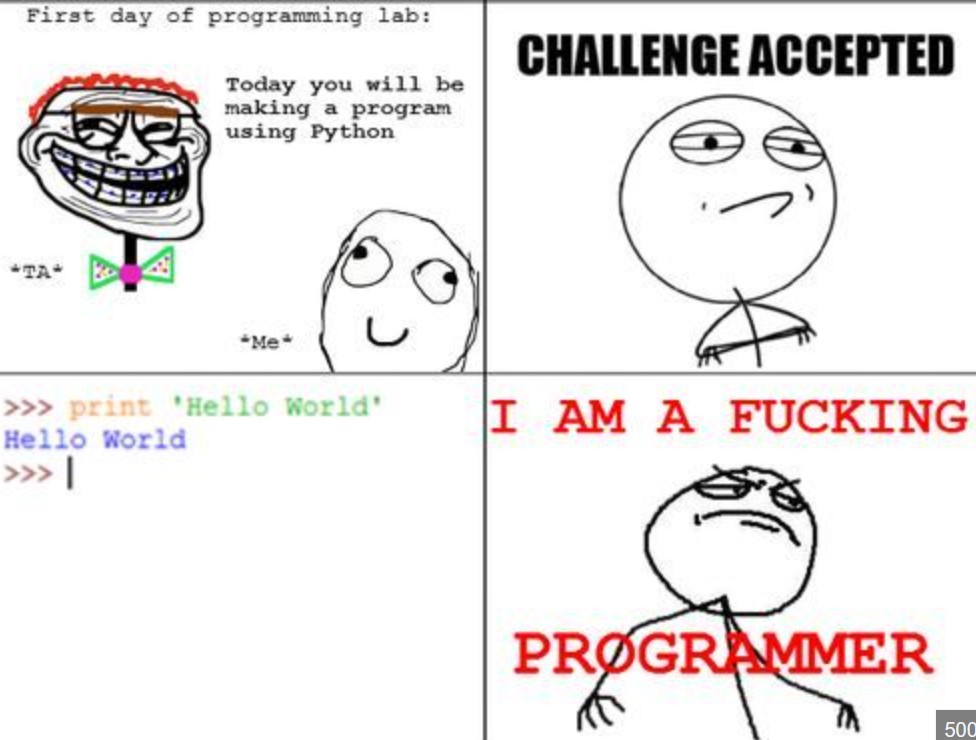 First day of programming lab:
Today you will be
making a program
using Python
*TA*
*Me*
CHALLENGE ACCEPTED
>>> print 'Hello World'
Hello World
>>>
I AM A FUCKING
PROGRAMMER
500